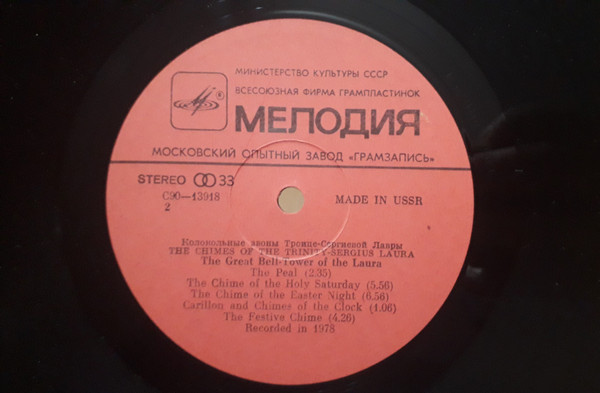 МИНИСТЕРСТВО КУЛЬТУРЫ СССР
ВСЕСОЮЗНАЯ ФИРМА ГРАМПЛАСТИНОК
МЕЛОДИЯ
МОСКОВСКИЙ ОПЫТНЫЙ ЗАВОД «ГРАМЗАПИСЬ»
STEREO 33
С90—13918
2
MADE IN USSR
Колокольные звоны Троице-Сергиевой Лавры
THE CHIMES OF THE TRINITY-SERGIUS LAURA
The Great Bell-Tower of the Laura
The Peal (2.35)
The Chime of the Holy Saturday (5.56)
The Chime of the Easter Night (6.56)
Carillon and Chimes of the Clock (1.06)
The Festive Chime (4.26)
Recorded in 1978